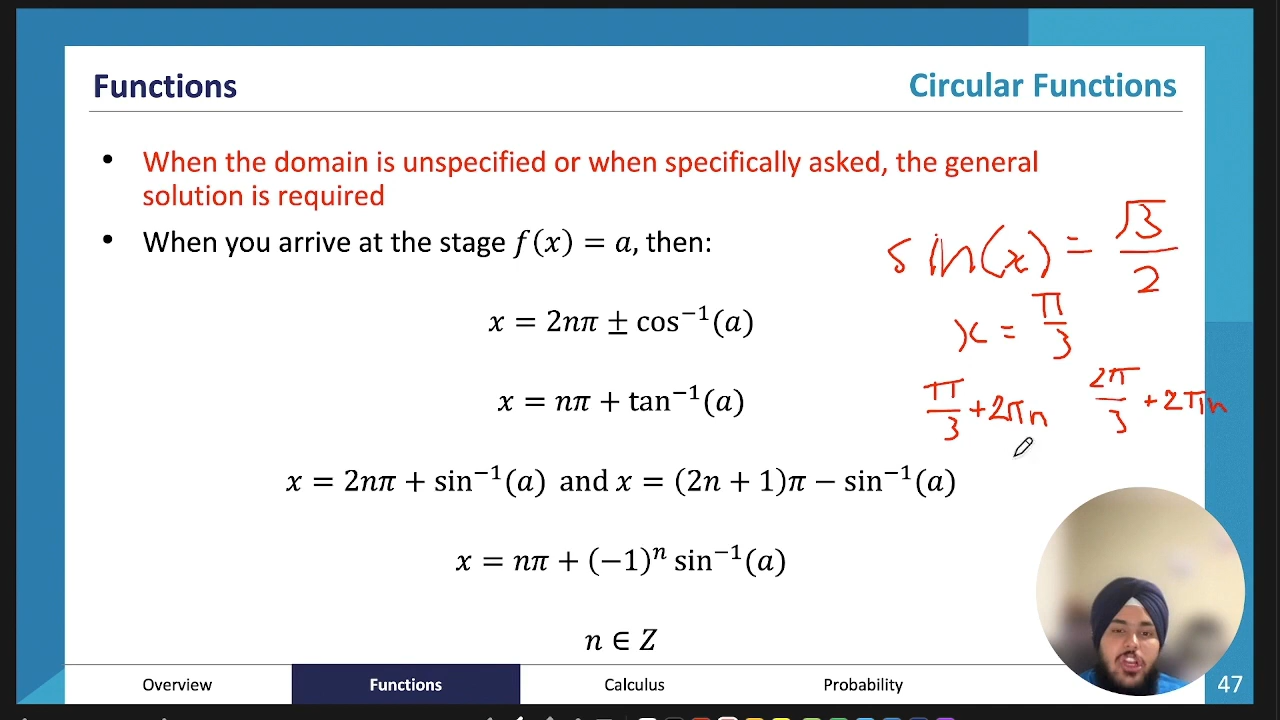 Functions
Circular Functions
• When the domain is unspecified or when specifically asked, the general
solution is required
• When you arrive at the stage f(x) = a, then:
sin(x) = √3/2
x = π/3
π/3 + 2πn   2π/3 + 2πn
x = 2nπ ± cos⁻¹(a)
x = nπ + tan⁻¹(a)
x = 2nπ + sin⁻¹(a) and x = (2n + 1)π − sin⁻¹(a)
x = nπ + (−1)ⁿ sin⁻¹(a)
n ∈ Z
Overview Functions Calculus Probability 47